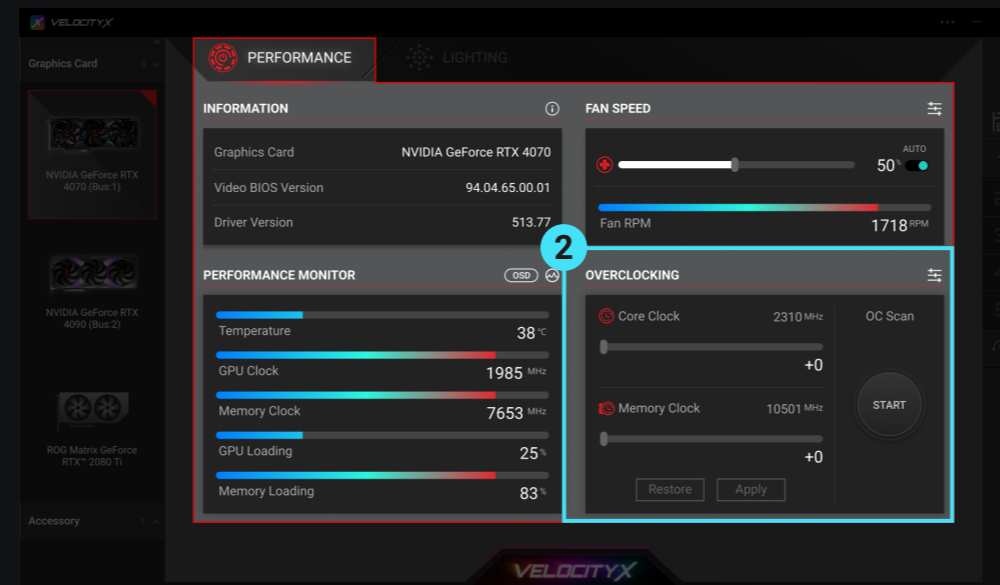 VELOCITYX
Graphics Card 3
NVIDIA GeForce RTX
4070 (Bus:1)
NVIDIA GeForce RTX
4090 (Bus:2)
ROG Matrix GeForce
RTX™ 2080 Ti
Accessory 1
PERFORMANCE
LIGHTING
INFORMATION
Graphics Card NVIDIA GeForce RTX 4070
Video BIOS Version 94.04.65.00.01
Driver Version 513.77
FAN SPEED
AUTO
50%
Fan RPM 1718 RPM
PERFORMANCE MONITOR OSD
Temperature 38 °C
GPU Clock 1985 MHz
Memory Clock 7653 MHz
GPU Loading 25%
Memory Loading 83%
2
OVERCLOCKING
Core Clock 2310 MHz
+0
Memory Clock 10501 MHz
+0
Restore Apply
OC Scan
START
VELOCITYX